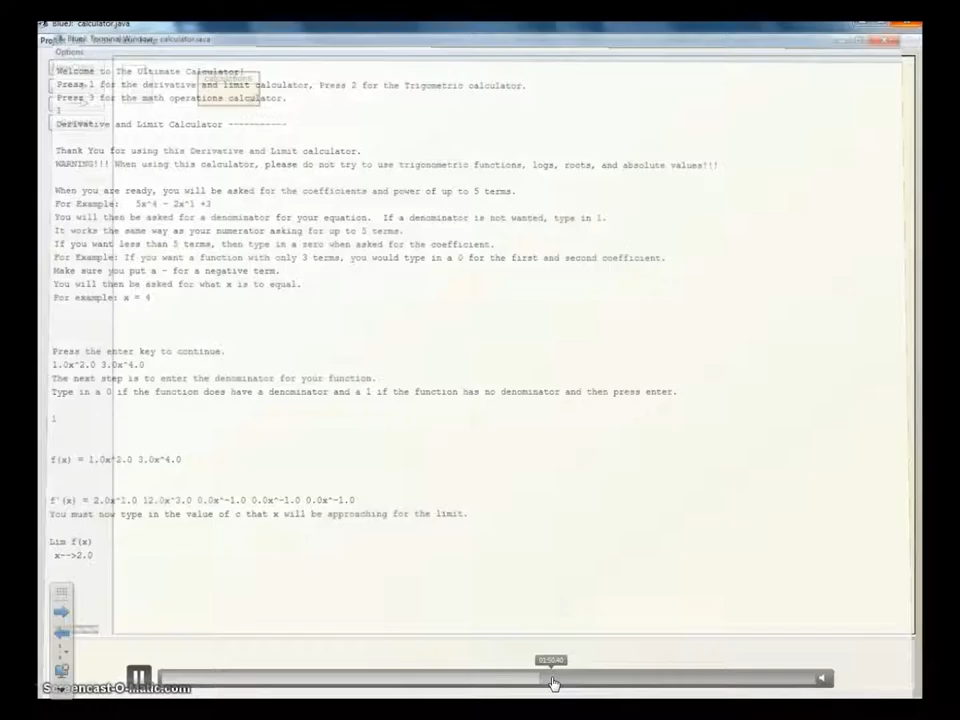 BlueJ: calculator.java
BlueJ: Terminal Window - calculator.java
Options
Welcome to The Ultimate Calculator!
Press 1 for the derivative and limit calculator, Press 2 for the Trigometric calculator.
Press 3 for the math operations calculator.
1
Derivative and Limit Calculator -----------
Thank You for using this Derivative and Limit calculator.
WARNING!!! When using this calculator, please do not try to use trigonometric functions, logs, roots, and absolute values!!!
When you are ready, you will be asked for the coefficients and power of up to 5 terms.
For Example: 5x^4 - 2x^1 +3
You will then be asked for a denominator for your equation. If a denominator is not wanted, type in 1.
It works the same way as your numerator asking for up to 5 terms.
If you want less than 5 terms, then type in a zero when asked for the coefficient.
For Example: If you want a function with only 3 terms, you would type in a 0 for the first and second coefficient.
Make sure you put a - for a negative term.
You will then be asked for what x is to equal.
For example: x = 4
Press the enter key to continue.
1.0x^2.0 3.0x^4.0
The next step is to enter the denominator for your function.
Type in a 0 if the function does have a denominator and a 1 if the function has no denominator and then press enter.
1
f(x) = 1.0x^2.0 3.0x^4.0
f'(x) = 2.0x^1.0 12.0x^3.0 0.0x^-1.0 0.0x^-1.0 0.0x^-1.0
You must now type in the value of c that x will be approaching for the limit.
Lim f(x)
x-->2.0
01:50.40
Screencast-O-Matic.com